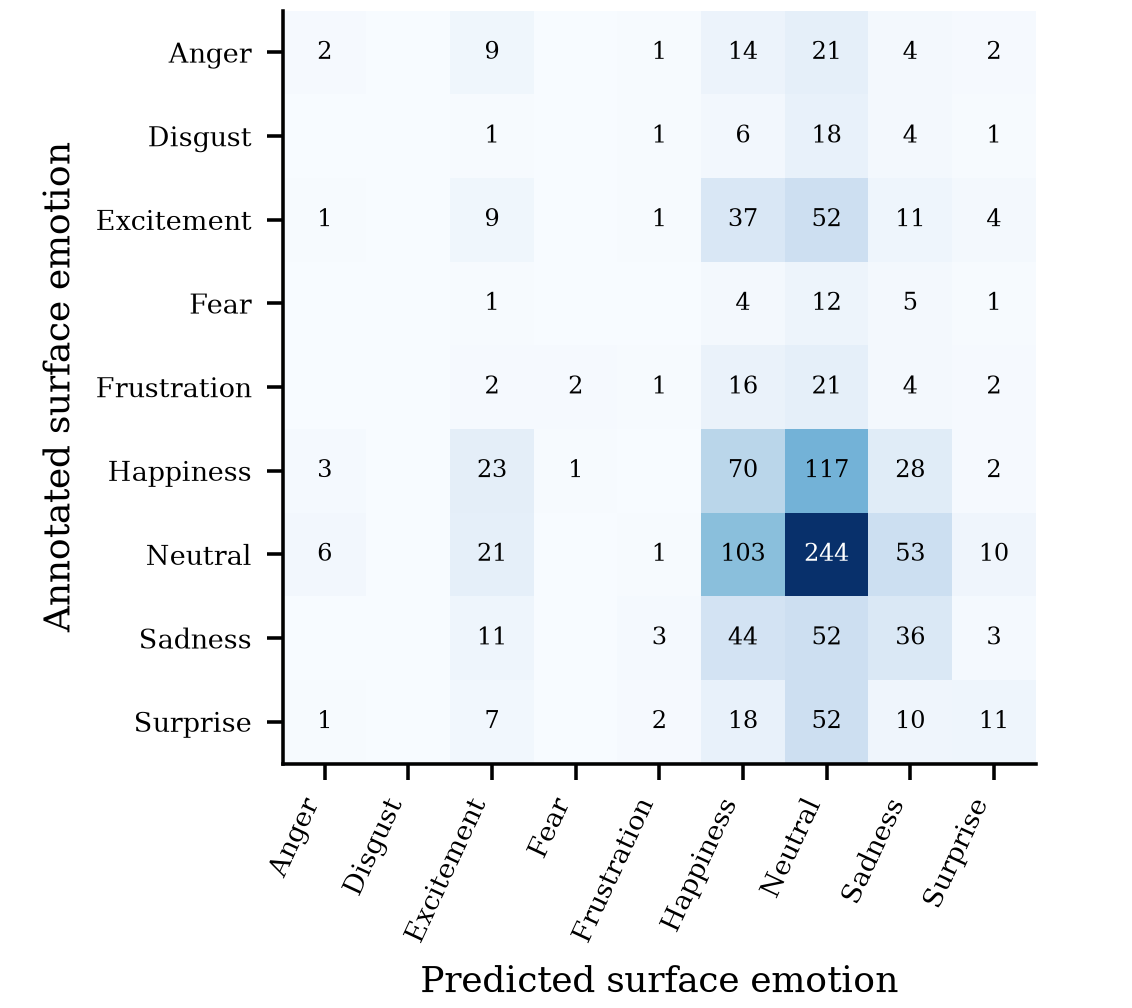 Annotated surface emotion
Anger 2 9 1 14 21 4 2
Disgust 1 1 6 18 4 1
Excitement 1 9 1 37 52 11 4
Fear 1 4 12 5 1
Frustration 2 2 1 16 21 4 2
Happiness 3 23 1 70 117 28 2
Neutral 6 21 1 103 244 53 10
Sadness 11 3 44 52 36 3
Surprise 1 7 2 18 52 10 11
Anger Disgust Excitement Fear Frustration Happiness Neutral Sadness Surprise
Predicted surface emotion